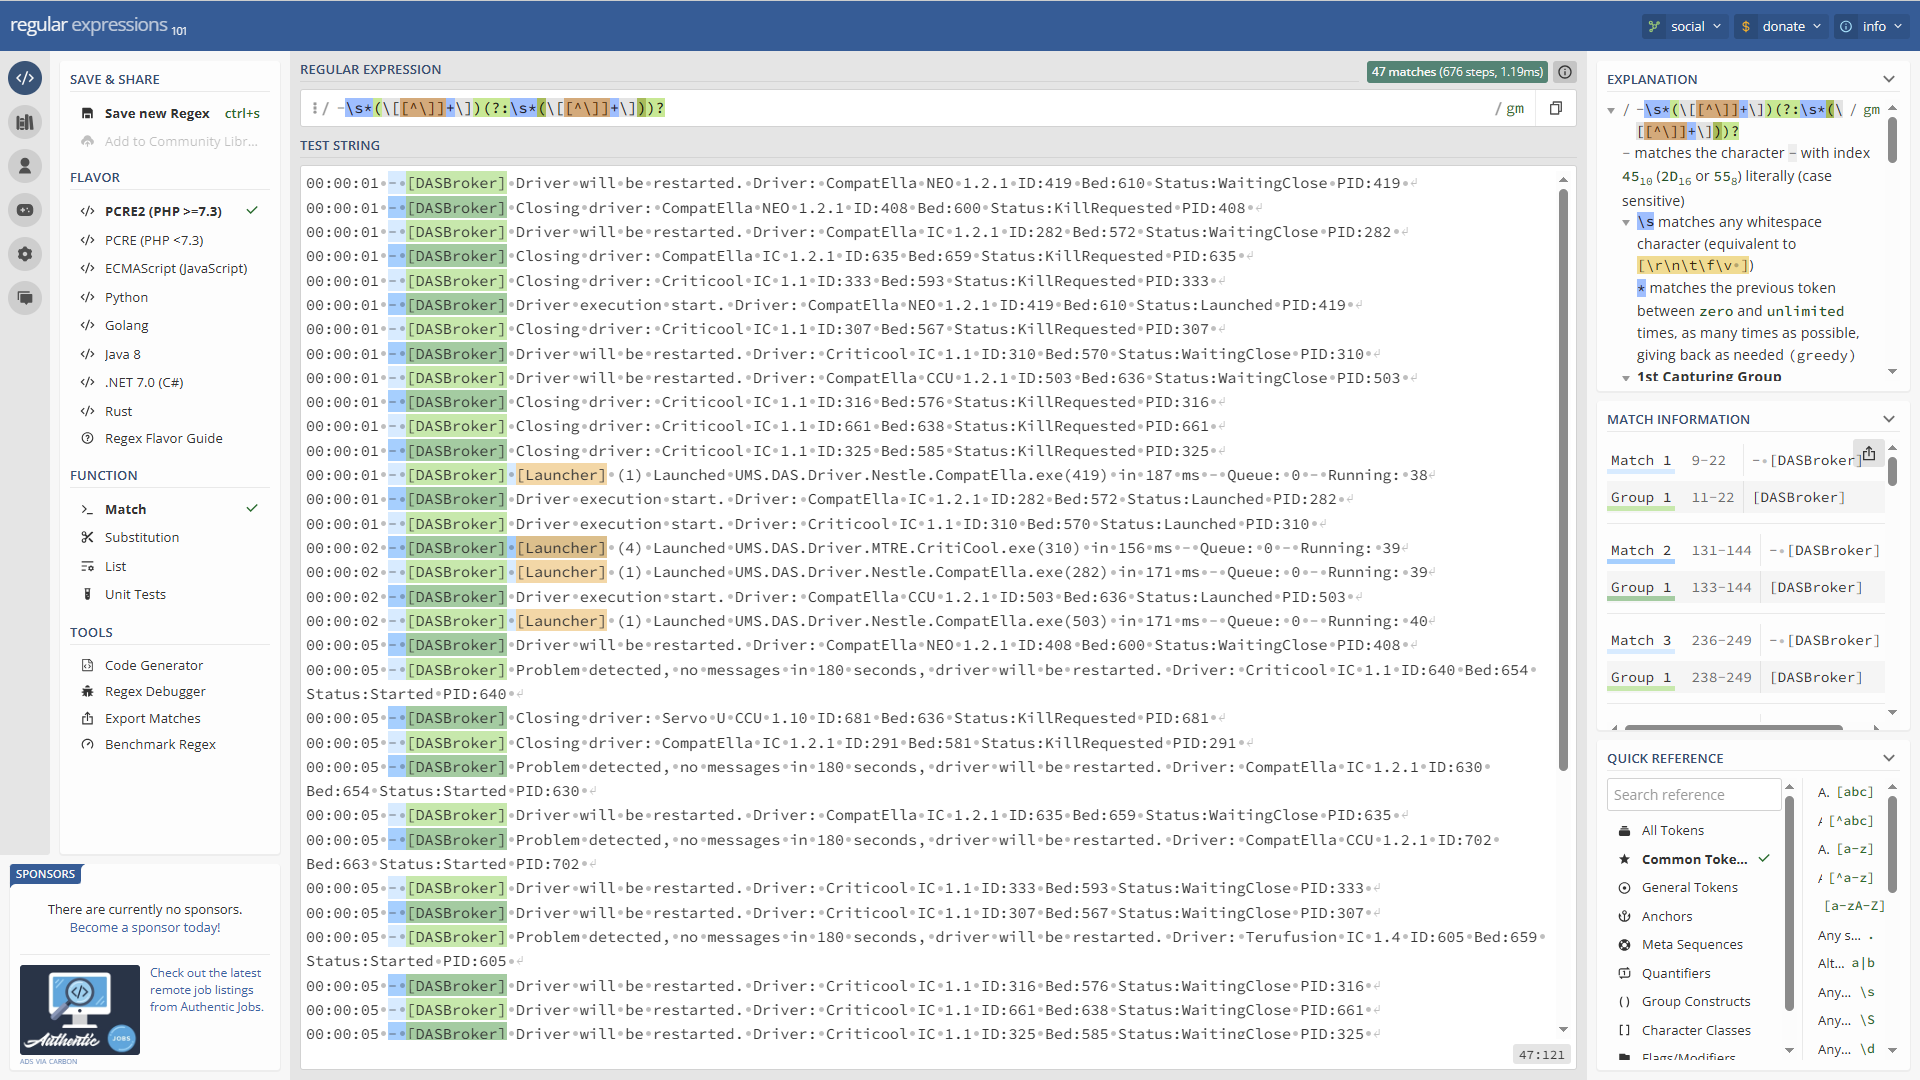 regular expressions 101
social
donate
info
SAVE & SHARE
Save new Regex ctrl+s
Add to Community Libr...
FLAVOR
PCRE2 (PHP >=7.3)
PCRE (PHP <7.3)
ECMAScript (JavaScript)
Python
Golang
Java 8
.NET 7.0 (C#)
Rust
Regex Flavor Guide
FUNCTION
Match
Substitution
List
Unit Tests
TOOLS
Code Generator
Regex Debugger
Export Matches
Benchmark Regex
SPONSORS
There are currently no sponsors.
Become a sponsor today!
Authentic JOBS
Check out the latest
remote job listings
from Authentic Jobs.
ADS VIA CARBON
REGULAR EXPRESSION
47 matches (676 steps, 1.19ms)
/ -\s*(\[[^\]]+\])(?:\s*(\[[^\]]+\]))? / gm
TEST STRING
00:00:01 - [DASBroker] Driver will be restarted. Driver: CompatElla NEO 1.2.1 ID:419 Bed:610 Status:WaitingClose PID:419
00:00:01 - [DASBroker] Closing driver: CompatElla NEO 1.2.1 ID:408 Bed:600 Status:KillRequested PID:408
00:00:01 - [DASBroker] Driver will be restarted. Driver: CompatElla IC 1.2.1 ID:282 Bed:572 Status:WaitingClose PID:282
00:00:01 - [DASBroker] Closing driver: CompatElla IC 1.2.1 ID:635 Bed:659 Status:KillRequested PID:635
00:00:01 - [DASBroker] Closing driver: Criticool IC 1.1 ID:333 Bed:593 Status:KillRequested PID:333
00:00:01 - [DASBroker] Driver execution start. Driver: CompatElla NEO 1.2.1 ID:419 Bed:610 Status:Launched PID:419
00:00:01 - [DASBroker] Closing driver: Criticool IC 1.1 ID:307 Bed:567 Status:KillRequested PID:307
00:00:01 - [DASBroker] Driver will be restarted. Driver: Criticool IC 1.1 ID:310 Bed:570 Status:WaitingClose PID:310
00:00:01 - [DASBroker] Driver will be restarted. Driver: CompatElla CCU 1.2.1 ID:503 Bed:636 Status:WaitingClose PID:503
00:00:01 - [DASBroker] Closing driver: Criticool IC 1.1 ID:316 Bed:576 Status:KillRequested PID:316
00:00:01 - [DASBroker] Closing driver: Criticool IC 1.1 ID:661 Bed:638 Status:KillRequested PID:661
00:00:01 - [DASBroker] Closing driver: Criticool IC 1.1 ID:325 Bed:585 Status:KillRequested PID:325
00:00:01 - [DASBroker] [Launcher] (1) Launched UMS.DAS.Driver.Nestle.CompatElla.exe(419) in 187 ms - Queue: 0 - Running: 38
00:00:01 - [DASBroker] Driver execution start. Driver: CompatElla IC 1.2.1 ID:282 Bed:572 Status:Launched PID:282
00:00:01 - [DASBroker] Driver execution start. Driver: Criticool IC 1.1 ID:310 Bed:570 Status:Launched PID:310
00:00:02 - [DASBroker] [Launcher] (4) Launched UMS.DAS.Driver.MTRE.CritiCool.exe(310) in 156 ms - Queue: 0 - Running: 39
00:00:02 - [DASBroker] [Launcher] (1) Launched UMS.DAS.Driver.Nestle.CompatElla.exe(282) in 171 ms - Queue: 0 - Running: 39
00:00:02 - [DASBroker] Driver execution start. Driver: CompatElla CCU 1.2.1 ID:503 Bed:636 Status:Launched PID:503
00:00:02 - [DASBroker] [Launcher] (1) Launched UMS.DAS.Driver.Nestle.CompatElla.exe(503) in 171 ms - Queue: 0 - Running: 40
00:00:05 - [DASBroker] Driver will be restarted. Driver: CompatElla NEO 1.2.1 ID:408 Bed:600 Status:WaitingClose PID:408
00:00:05 - [DASBroker] Problem detected, no messages in 180 seconds, driver will be restarted. Driver: Criticool IC 1.1 ID:640 Bed:654
Status:Started PID:640
00:00:05 - [DASBroker] Closing driver: Servo U CCU 1.10 ID:681 Bed:636 Status:KillRequested PID:681
00:00:05 - [DASBroker] Closing driver: CompatElla IC 1.2.1 ID:291 Bed:581 Status:KillRequested PID:291
00:00:05 - [DASBroker] Problem detected, no messages in 180 seconds, driver will be restarted. Driver: CompatElla IC 1.2.1 ID:630
Bed:654 Status:Started PID:630
00:00:05 - [DASBroker] Driver will be restarted. Driver: CompatElla IC 1.2.1 ID:635 Bed:659 Status:WaitingClose PID:635
00:00:05 - [DASBroker] Problem detected, no messages in 180 seconds, driver will be restarted. Driver: CompatElla CCU 1.2.1 ID:702
Bed:663 Status:Started PID:702
00:00:05 - [DASBroker] Driver will be restarted. Driver: Criticool IC 1.1 ID:333 Bed:593 Status:WaitingClose PID:333
00:00:05 - [DASBroker] Driver will be restarted. Driver: Criticool IC 1.1 ID:307 Bed:567 Status:WaitingClose PID:307
00:00:05 - [DASBroker] Problem detected, no messages in 180 seconds, driver will be restarted. Driver: Terufusion IC 1.4 ID:605 Bed:659
Status:Started PID:605
00:00:05 - [DASBroker] Driver will be restarted. Driver: Criticool IC 1.1 ID:316 Bed:576 Status:WaitingClose PID:316
00:00:05 - [DASBroker] Driver will be restarted. Driver: Criticool IC 1.1 ID:661 Bed:638 Status:WaitingClose PID:661
00:00:05 - [DASBroker] Driver will be restarted. Driver: Criticool IC 1.1 ID:325 Bed:585 Status:WaitingClose PID:325
47:121
EXPLANATION
/ -\s*(\[[^\]]+\])(?:\s*(\ / gm
[[^\]]+\]))?
- matches the character - with index
45₁₀ (2D₁₆ or 55₈) literally (case
sensitive)
\s matches any whitespace
character (equivalent to
[\r\n\t\f\v ])
* matches the previous token
between zero and unlimited
times, as many times as possible,
giving back as needed (greedy)
1st Capturing Group
MATCH INFORMATION
Match 1 9-22 - [DASBroker]
Group 1 11-22 [DASBroker]
Match 2 131-144 - [DASBroker]
Group 1 133-144 [DASBroker]
Match 3 236-249 - [DASBroker]
Group 1 238-249 [DASBroker]
QUICK REFERENCE
Search reference
All Tokens
Common Toke...
General Tokens
Anchors
Meta Sequences
Quantifiers
Group Constructs
Character Classes
Flags/Modifiers
A. [abc]
[^abc]
A. [a-z]
[^a-z]
[a-zA-Z]
Any s... .
Alt... a|b
Any... \s
Any... \S
Any... \d